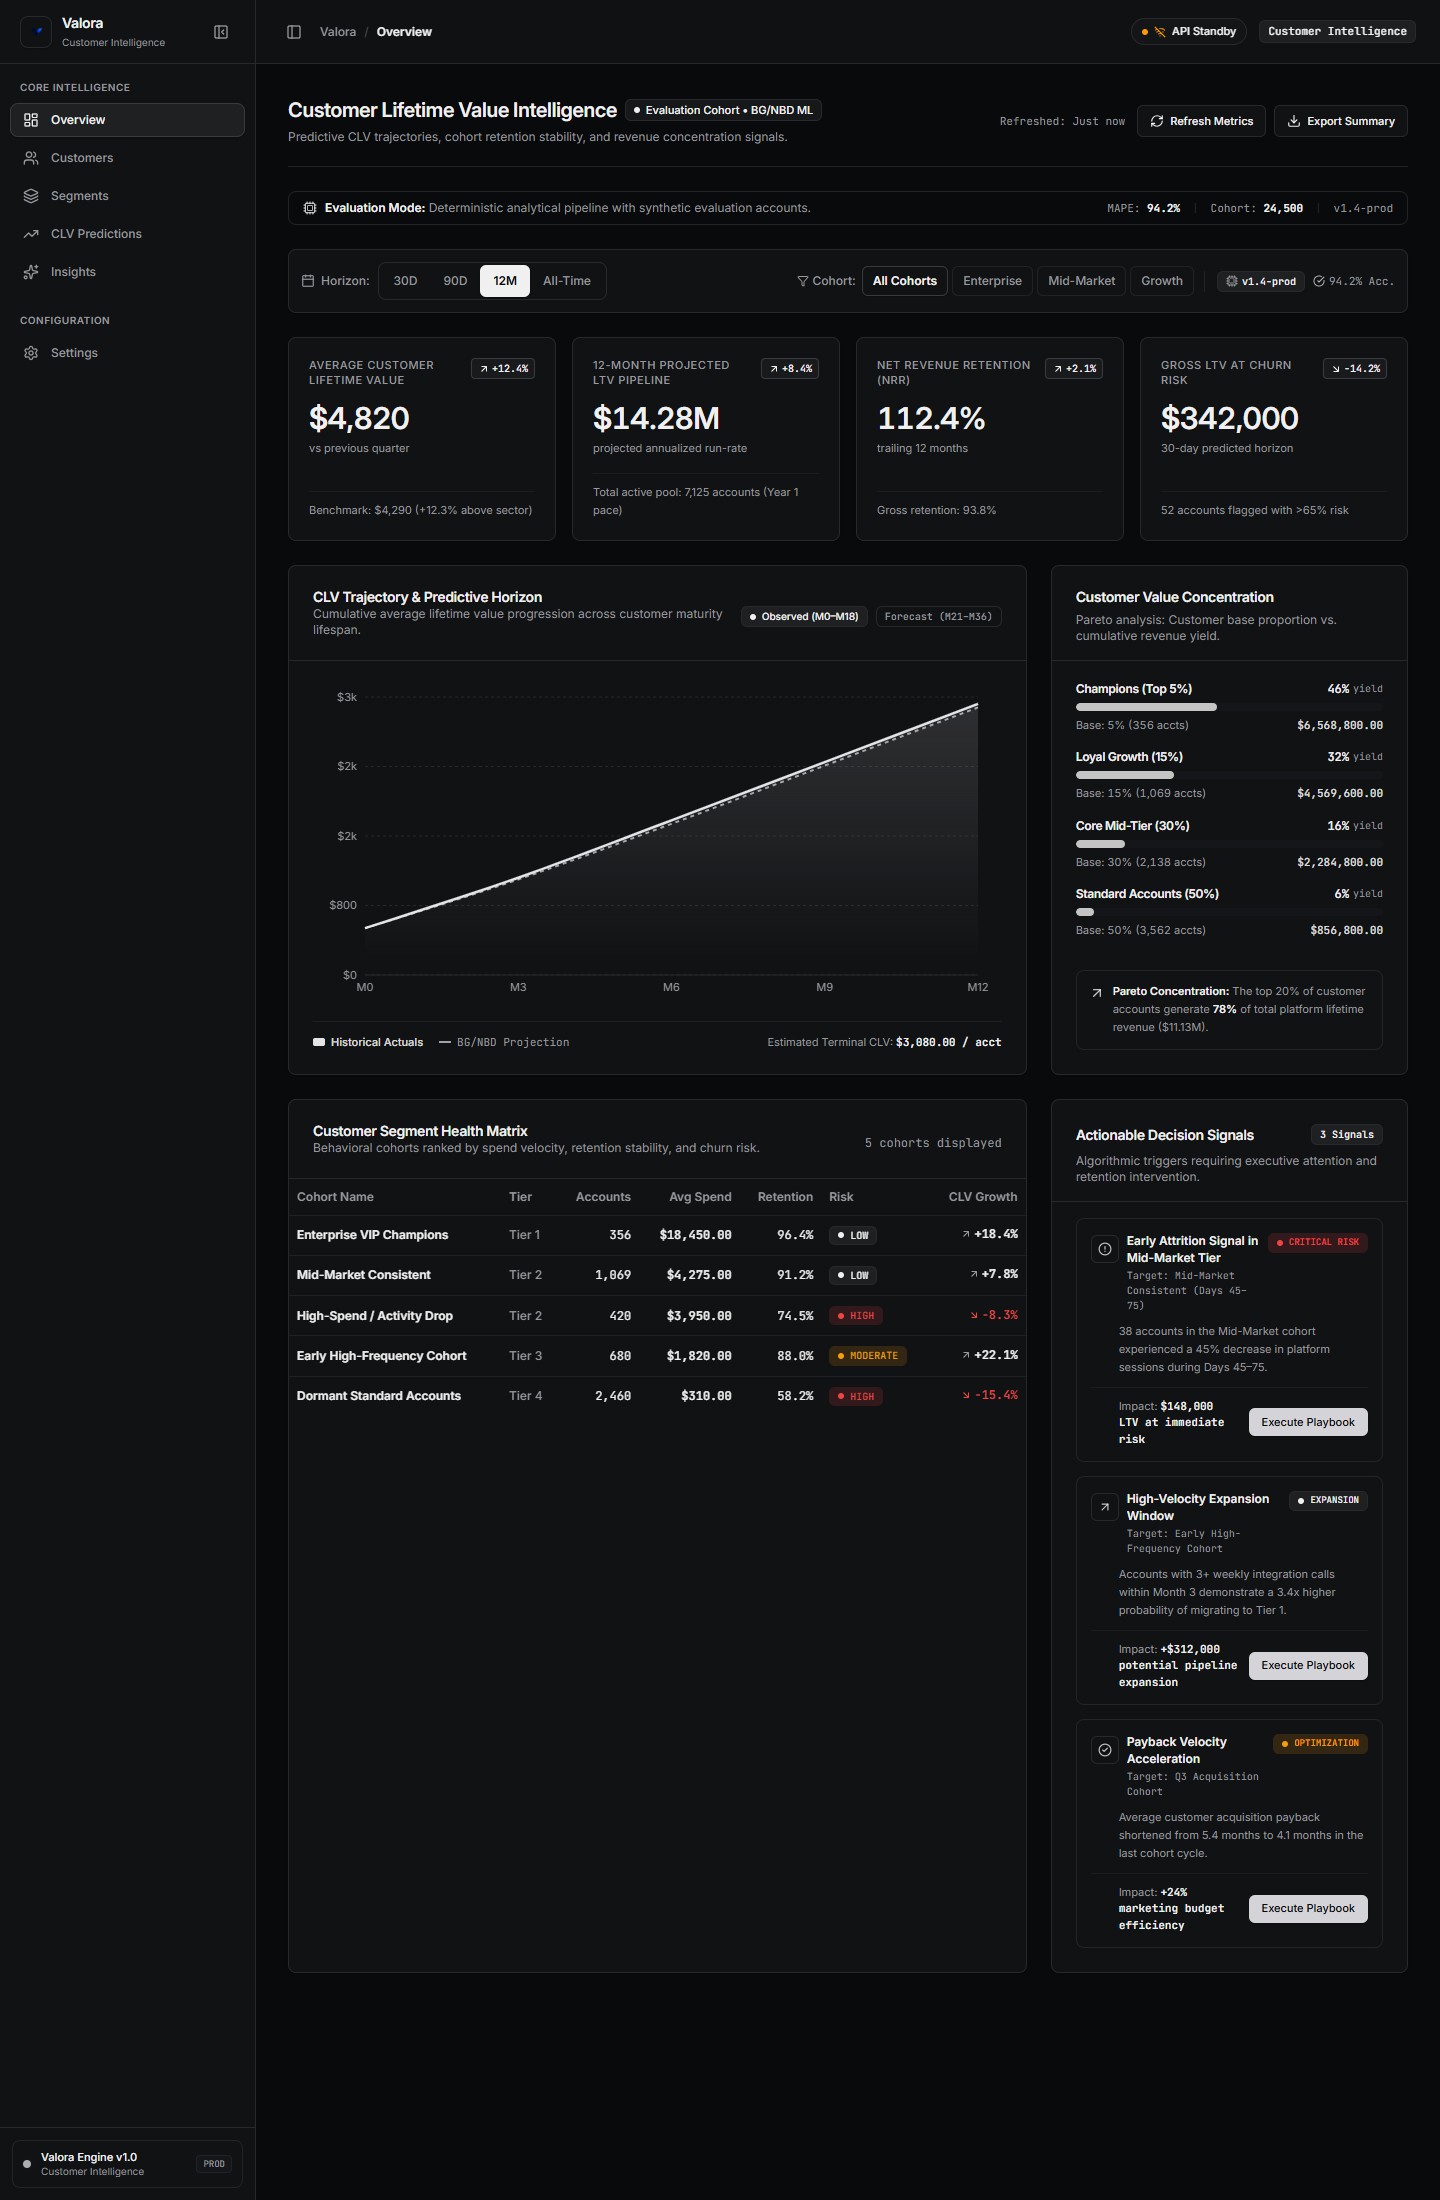 Valora
Customer Intelligence
Valora / Overview
API Standby
Customer Intelligence
CORE INTELLIGENCE
Overview
Customers
Segments
CLV Predictions
Insights
CONFIGURATION
Settings
Customer Lifetime Value Intelligence
Evaluation Cohort • BG/NBD ML
Predictive CLV trajectories, cohort retention stability, and revenue concentration signals.
Refreshed: Just now
Refresh Metrics
Export Summary
Evaluation Mode: Deterministic analytical pipeline with synthetic evaluation accounts.
MAPE: 94.2%
Cohort: 24,500
v1.4-prod
Horizon:
30D
90D
12M
All-Time
Cohort:
All Cohorts
Enterprise
Mid-Market
Growth
v1.4-prod
94.2% Acc.
AVERAGE CUSTOMER
LIFETIME VALUE
+12.4%
$4,820
vs previous quarter
Benchmark: $4,290 (+12.3% above sector)
12-MONTH PROJECTED
LTV PIPELINE
+8.4%
$14.28M
projected annualized run-rate
Total active pool: 7,125 accounts (Year 1
pace)
NET REVENUE RETENTION
(NRR)
+2.1%
112.4%
trailing 12 months
Gross retention: 93.8%
GROSS LTV AT CHURN
RISK
-14.2%
$342,000
30-day predicted horizon
52 accounts flagged with >65% risk
CLV Trajectory & Predictive Horizon
Cumulative average lifetime value progression across customer maturity
lifespan.
Observed (M0–M18)
Forecast (M21–M36)
$3k
$2k
$2k
$800
$0
M0
M3
M6
M9
M12
Historical Actuals
BG/NBD Projection
Estimated Terminal CLV: $3,080.00 / acct
Customer Value Concentration
Pareto analysis: Customer base proportion vs.
cumulative revenue yield.
Champions (Top 5%)
46% yield
Base: 5% (356 accts)
$6,568,800.00
Loyal Growth (15%)
32% yield
Base: 15% (1,069 accts)
$4,569,600.00
Core Mid-Tier (30%)
16% yield
Base: 30% (2,138 accts)
$2,284,800.00
Standard Accounts (50%)
6% yield
Base: 50% (3,562 accts)
$856,800.00
Pareto Concentration: The top 20% of customer
accounts generate 78% of total platform lifetime
revenue ($11.13M).
Customer Segment Health Matrix
Behavioral cohorts ranked by spend velocity, retention stability, and churn risk.
5 cohorts displayed
Cohort Name Tier Accounts Avg Spend Retention Risk CLV Growth
Enterprise VIP Champions Tier 1 356 $18,450.00 96.4% LOW +18.4%
Mid-Market Consistent Tier 2 1,069 $4,275.00 91.2% LOW +7.8%
High-Spend / Activity Drop Tier 2 420 $3,950.00 74.5% HIGH -8.3%
Early High-Frequency Cohort Tier 3 680 $1,820.00 88.0% MODERATE +22.1%
Dormant Standard Accounts Tier 4 2,460 $310.00 58.2% HIGH -15.4%
Actionable Decision Signals
3 Signals
Algorithmic triggers requiring executive attention and
retention intervention.
Early Attrition Signal in
Mid-Market Tier
CRITICAL RISK
Target: Mid-Market
Consistent (Days 45–
75)
38 accounts in the Mid-Market cohort
experienced a 45% decrease in platform
sessions during Days 45–75.
Impact: $148,000
LTV at immediate
risk
Execute Playbook
High-Velocity Expansion
Window
EXPANSION
Target: Early High-
Frequency Cohort
Accounts with 3+ weekly integration calls
within Month 3 demonstrate a 3.4x higher
probability of migrating to Tier 1.
Impact: +$312,000
potential pipeline
expansion
Execute Playbook
Payback Velocity
Acceleration
OPTIMIZATION
Target: Q3 Acquisition
Cohort
Average customer acquisition payback
shortened from 5.4 months to 4.1 months in the
last cohort cycle.
Impact: +24%
marketing budget
efficiency
Execute Playbook
Valora Engine v1.0
Customer Intelligence
PROD